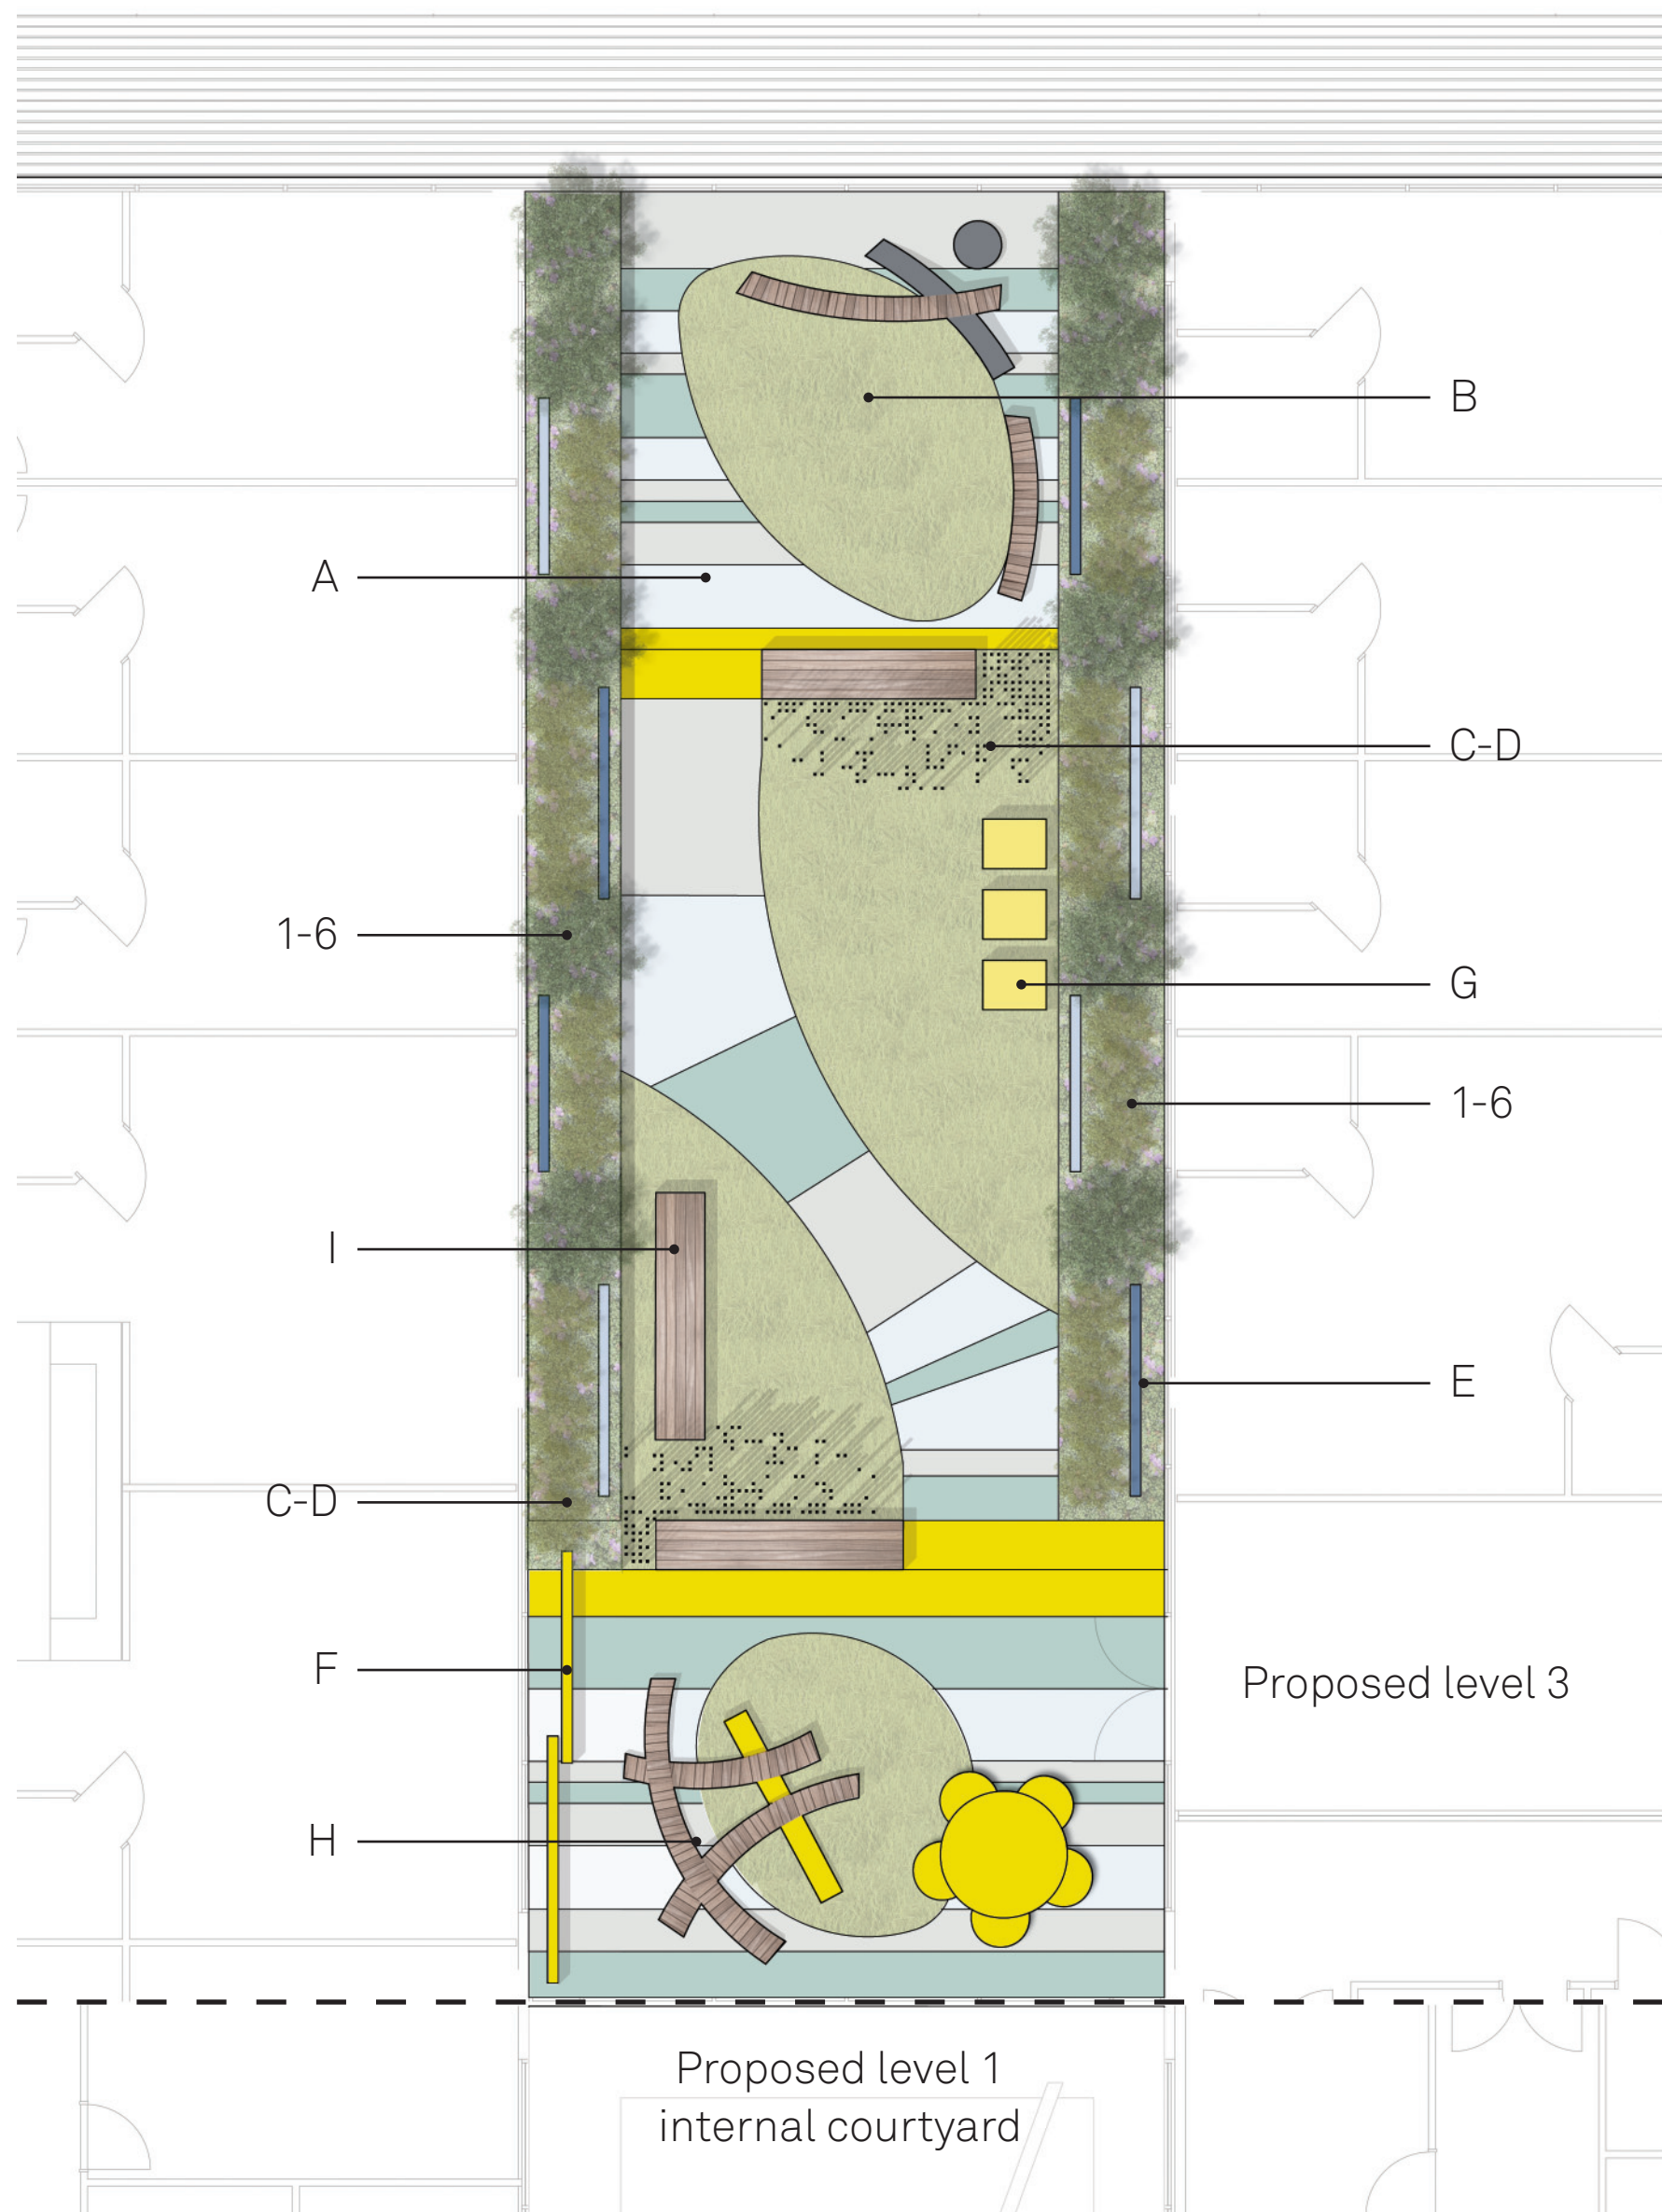 B
A
C-D
1-6
G
1-6
I
E
C-D
F
Proposed level 3
H
Proposed level 1
internal courtyard